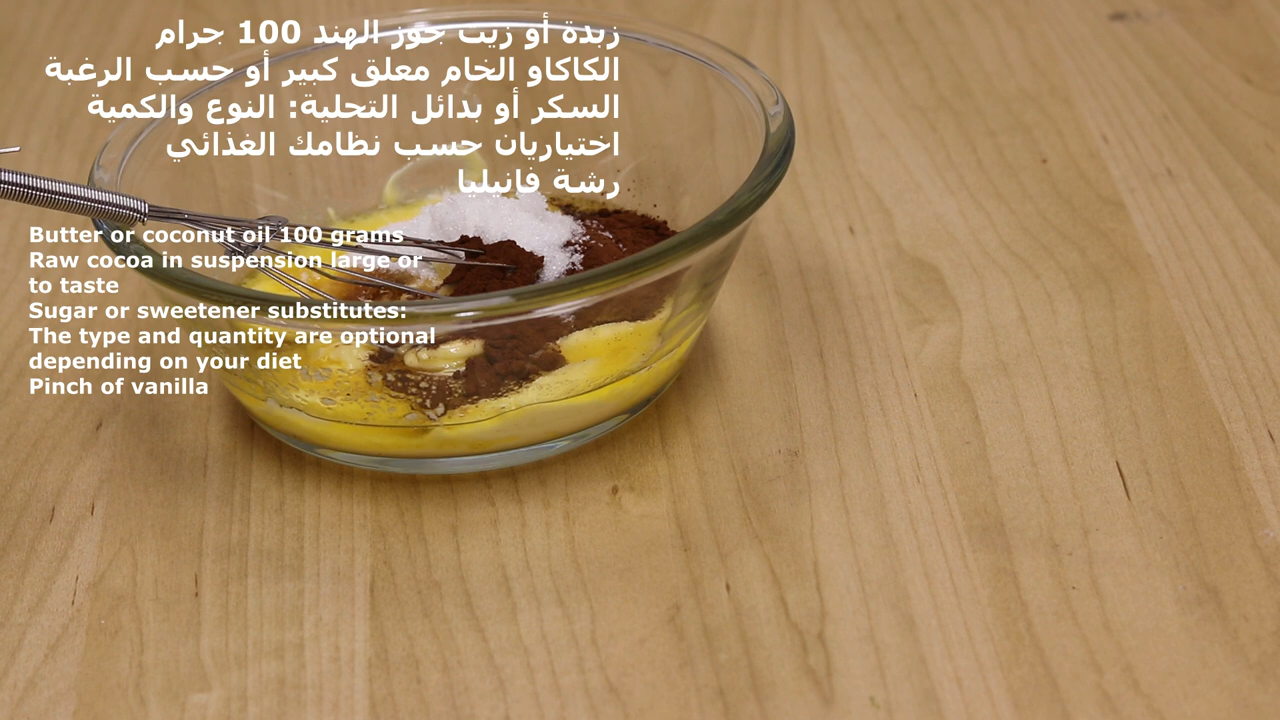 زبدة أو زيت جوز الهند 100 جرام
الكاكاو الخام معلق كبير أو حسب الرغبة
السكر أو بدائل التحلية: النوع والكمية
اختياريان حسب نظامك الغذائي
رشة فانيليا
Butter or coconut oil 100 grams
Raw cocoa in suspension large or
to taste
Sugar or sweetener substitutes:
The type and quantity are optional
depending on your diet
Pinch of vanilla